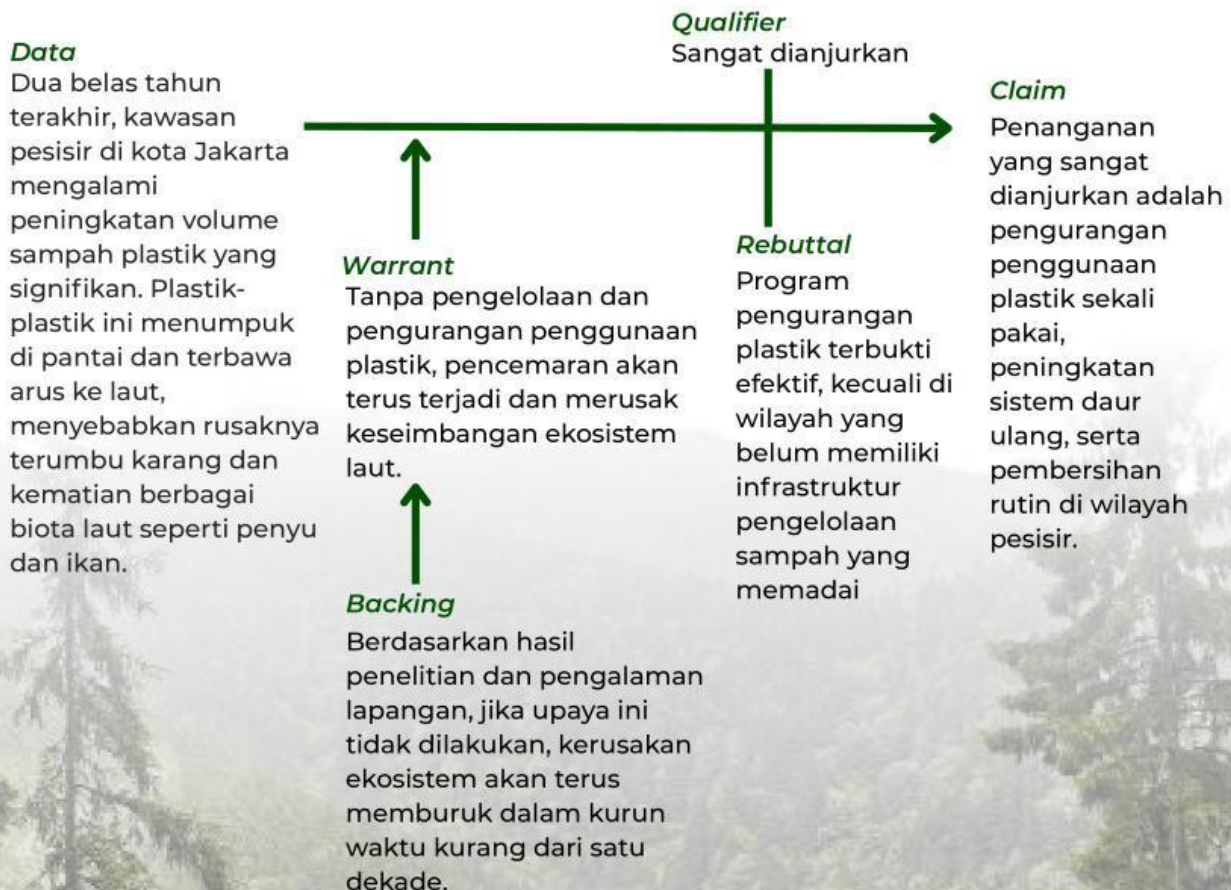 Data
Dua belas tahun
terakhir, kawasan
pesisir di kota Jakarta
mengalami
peningkatan volume
sampah plastik yang
signifikan. Plastik-
plastik ini menumpuk
di pantai dan terbawa
arus ke laut,
menyebabkan rusaknya
terumbu karang dan
kematian berbagai
biota laut seperti penyu
dan ikan.
Warrant
Tanpa pengelolaan dan
pengurangan penggunaan
plastik, pencemaran akan
terus terjadi dan merusak
keseimbangan ekosistem
laut.
Backing
Berdasarkan hasil
penelitian dan pengalaman
lapangan, jika upaya ini
tidak dilakukan, kerusakan
ekosistem akan terus
memburuk dalam kurun
waktu kurang dari satu
dekade.
Qualifier
Sangat dianjurkan
Rebuttal
Program
pengurangan
plastik terbukti
efektif, kecuali di
wilayah yang
belum memiliki
infrastruktur
pengelolaan
sampah yang
memadai
Claim
Penanganan
yang sangat
dianjurkan adalah
pengurangan
penggunaan
plastik sekali
pakai,
peningkatan
sistem daur
ulang, serta
pembersihan
rutin di wilayah
pesisir.